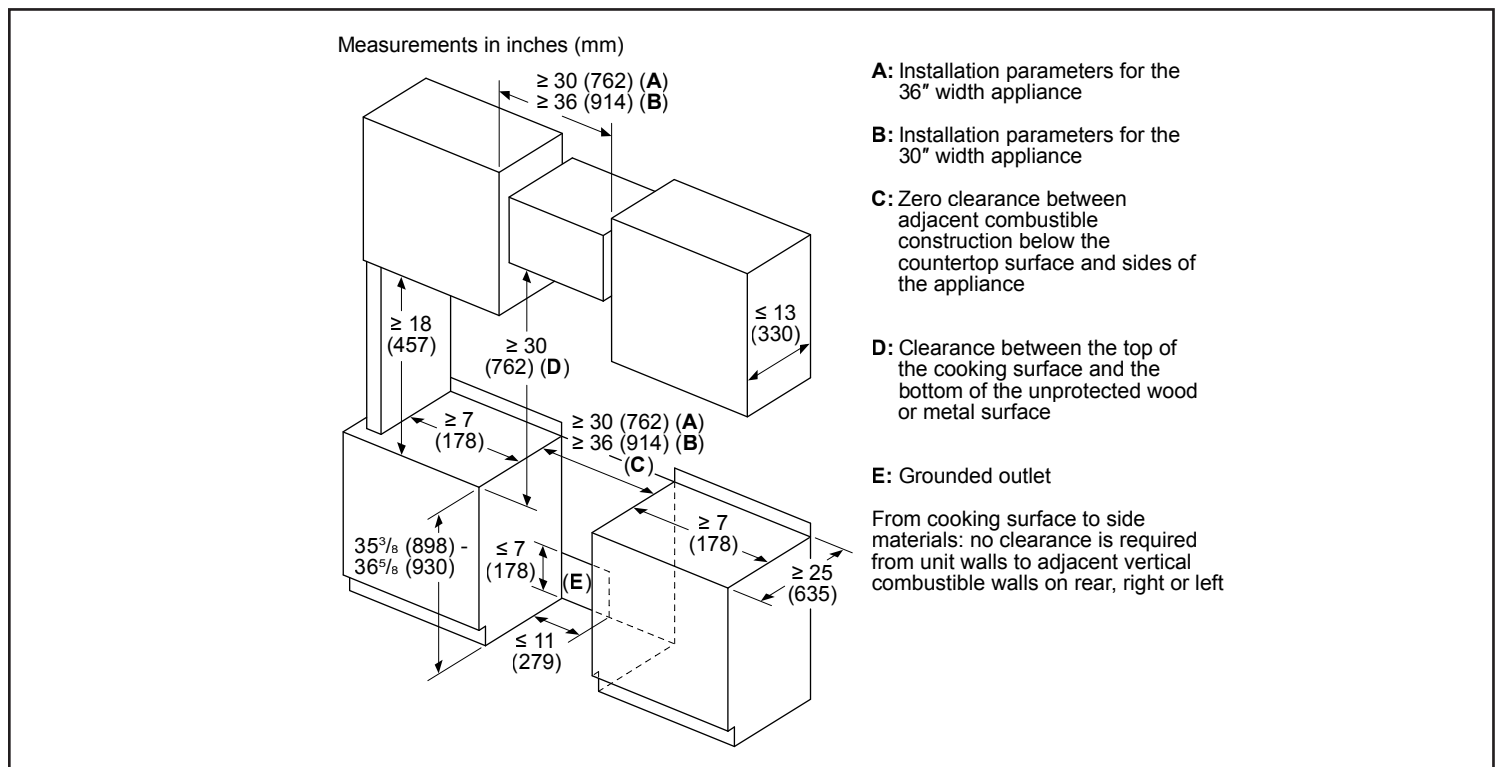 Measurements in inches (mm)
≥ 30 (762) (A)
≥ 36 (914) (B)
≥ 18
(457)
≥ 30
(762) (D)
≤ 13
(330)
≥ 7
(178)
≥ 30 (762) (A)
≥ 36 (914) (B)
(C)
≥ 7
(178)
35³/₈ (898) -
36⁵/₈ (930)
≤ 7
(178)
(E)
≥ 25
(635)
≤ 11
(279)
A: Installation parameters for the
36″ width appliance
B: Installation parameters for the
30″ width appliance
C: Zero clearance between
adjacent combustible
construction below the
countertop surface and sides of
the appliance
D: Clearance between the top of
the cooking surface and the
bottom of the unprotected wood
or metal surface
E: Grounded outlet
From cooking surface to side
materials: no clearance is required
from unit walls to adjacent vertical
combustible walls on rear, right or left